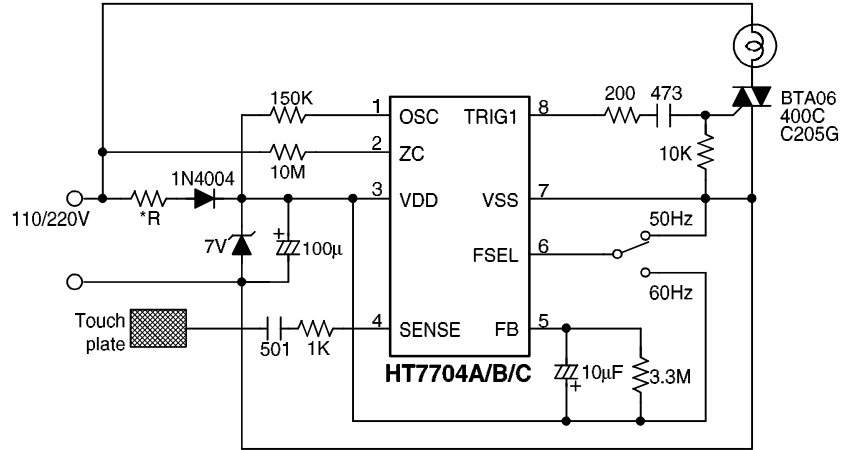 150K
1
OSC
TRIG1
8
200
473
BTA06
400C
C205G
10M
2
ZC
10K
110/220V
*R
1N4004
3
VDD
VSS
7
50Hz
7V
+
100µ
FSEL
6
60Hz
Touch
plate
501
1K
4
SENSE
FB
5
10µF
+
3.3M
HT7704A/B/C